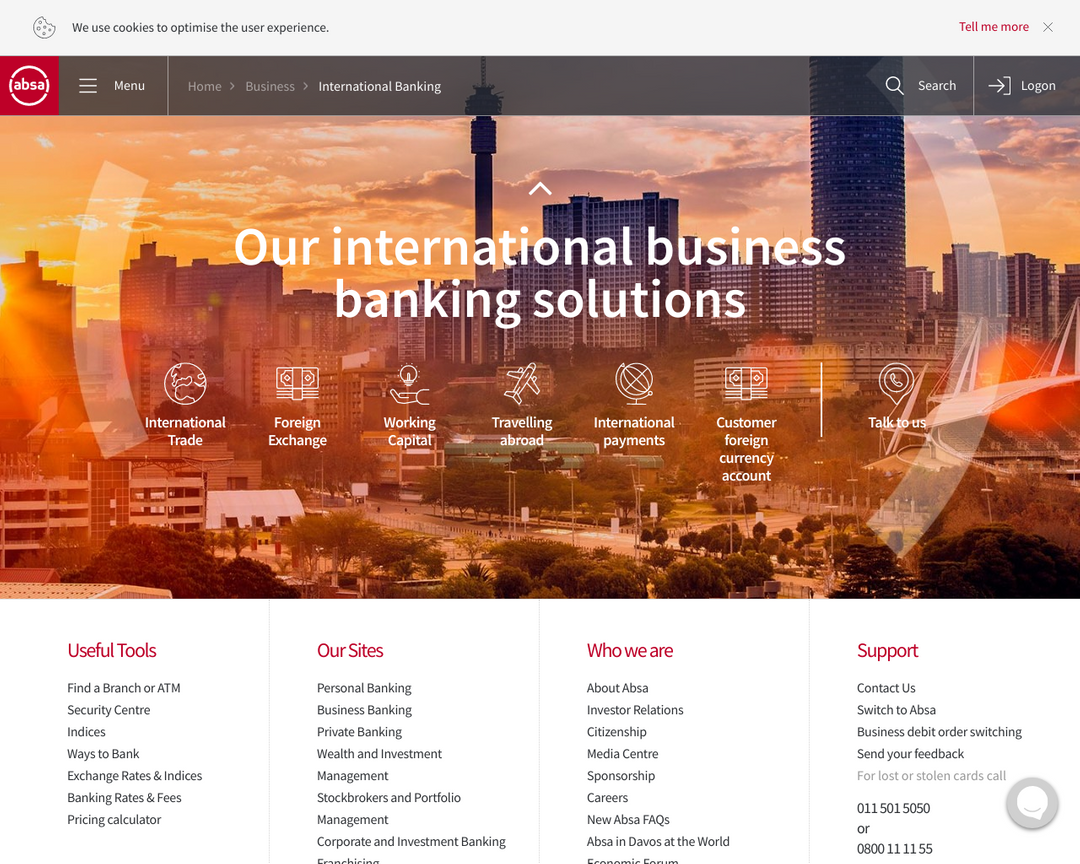 We use cookies to optimise the user experience.
Tell me more
absa
Menu
Home
Business
International Banking
Search
Logon
Our international business
banking solutions
International
Trade
Foreign
Exchange
Working
Capital
Travelling
abroad
International
payments
Customer
foreign
currency
account
Talk to us
Useful Tools
Find a Branch or ATM
Security Centre
Indices
Ways to Bank
Exchange Rates & Indices
Banking Rates & Fees
Pricing calculator
Our Sites
Personal Banking
Business Banking
Private Banking
Wealth and Investment
Management
Stockbrokers and Portfolio
Management
Corporate and Investment Banking
Franchising
Who we are
About Absa
Investor Relations
Citizenship
Media Centre
Sponsorship
Careers
New Absa FAQs
Absa in Davos at the World
Economic Forum
Support
Contact Us
Switch to Absa
Business debit order switching
Send your feedback
For lost or stolen cards call
011 501 5050
or
0800 11 11 55